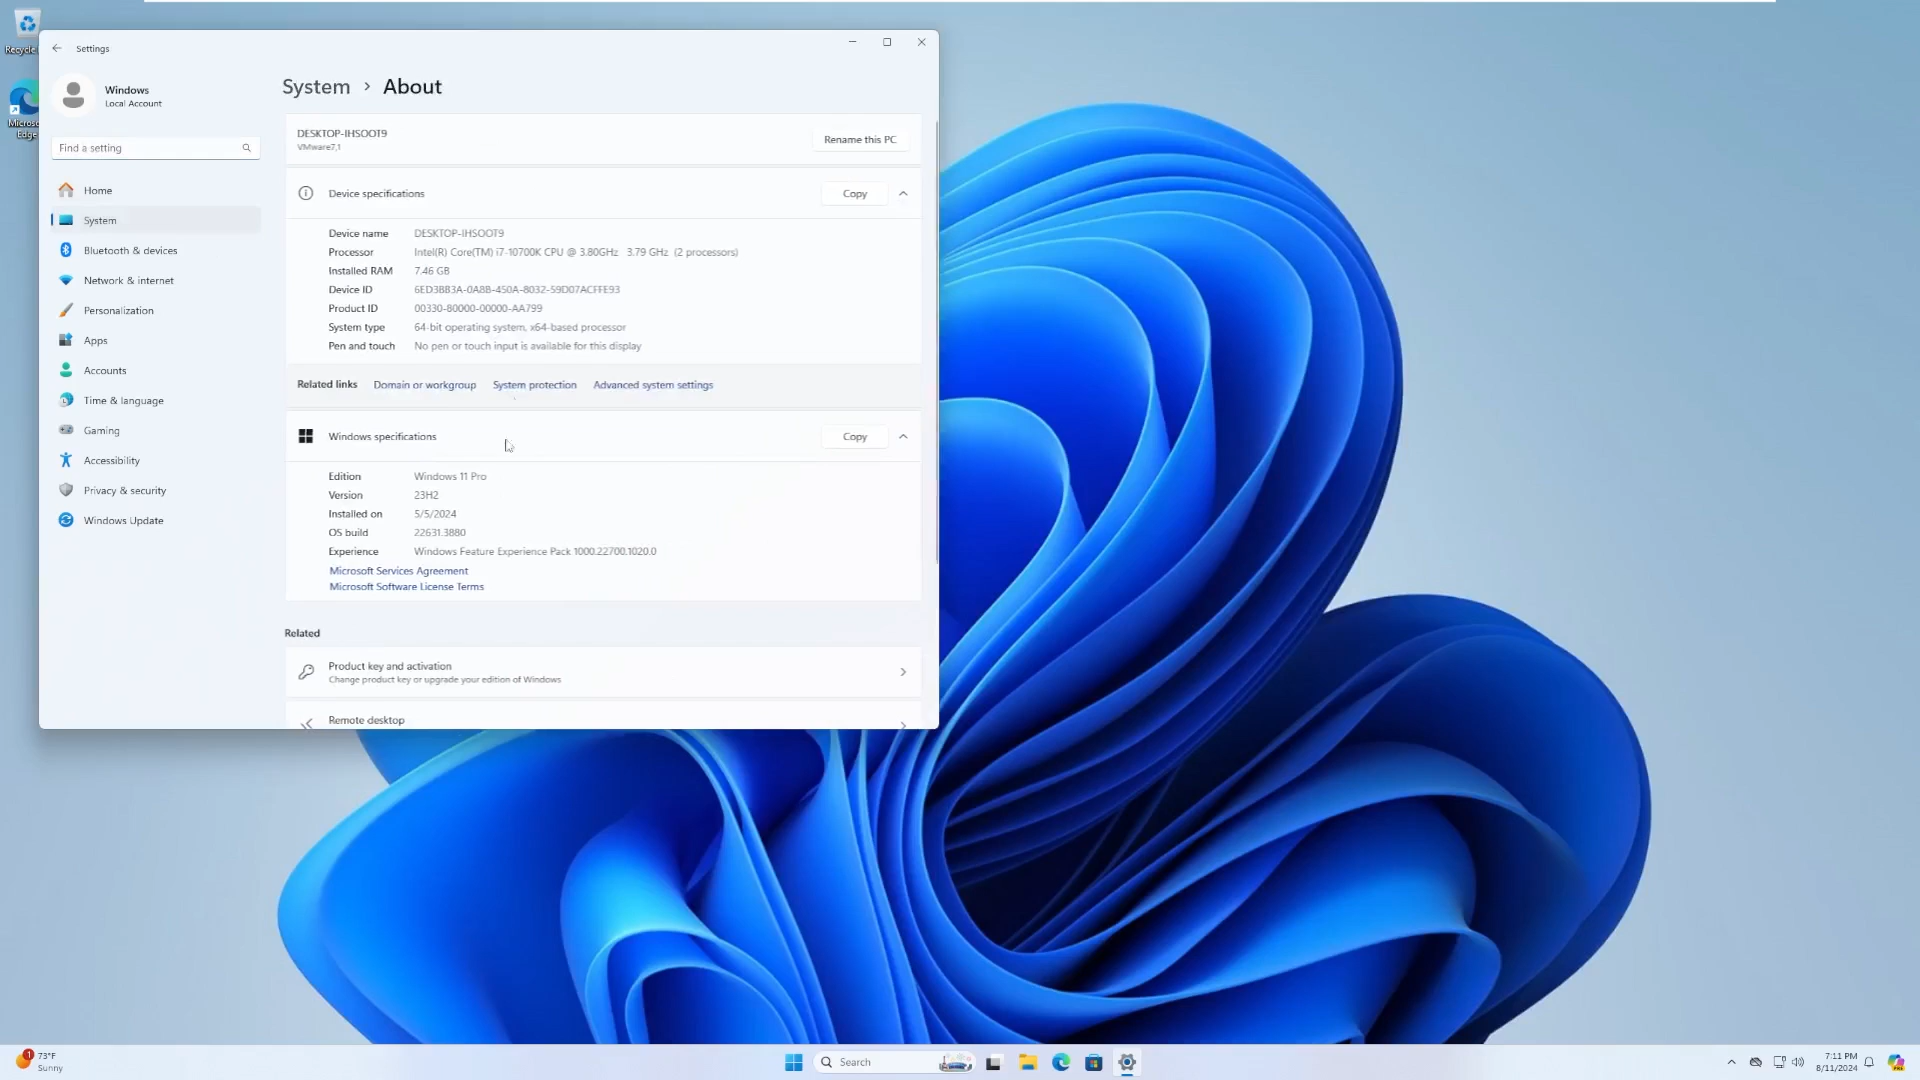 Recycle
Microso
Edge
Settings
Windows
Local Account
Find a setting
Home
System
Bluetooth & devices
Network & internet
Personalization
Apps
Accounts
Time & language
Gaming
Accessibility
Privacy & security
Windows Update
System > About
DESKTOP-IHSOOT9
VMware7,1
Rename this PC
Device specifications
Copy
Device name DESKTOP-IHSOOT9
Processor Intel(R) Core(TM) i7-10700K CPU @ 3.80GHz 3.79 GHz (2 processors)
Installed RAM 7.46 GB
Device ID 6ED3BB3A-0A8B-450A-8032-59D07ACFFE93
Product ID 00330-80000-00000-AA799
System type 64-bit operating system, x64-based processor
Pen and touch No pen or touch input is available for this display
Related links Domain or workgroup System protection Advanced system settings
Windows specifications
Copy
Edition Windows 11 Pro
Version 23H2
Installed on 5/5/2024
OS build 22631.3880
Experience Windows Feature Experience Pack 1000.22700.1020.0
Microsoft Services Agreement
Microsoft Software License Terms
Related
Product key and activation
Change product key or upgrade your edition of Windows
Remote desktop
1
73°F
Sunny
Search
7:11 PM
8/11/2024